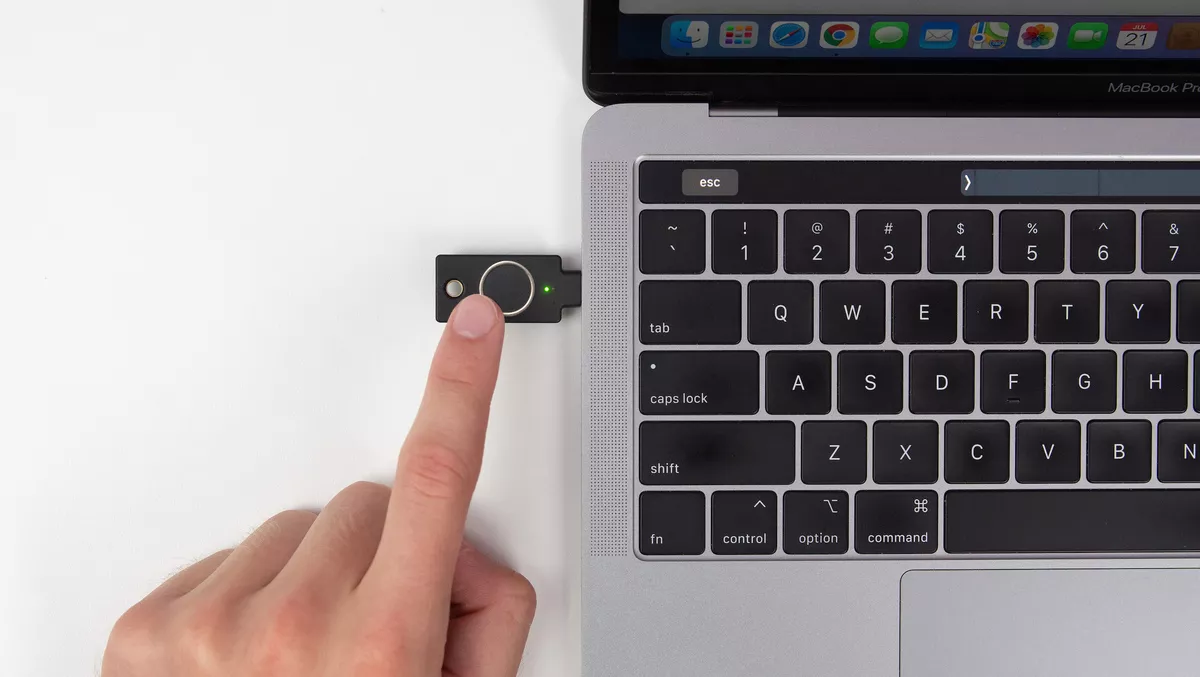 JUL
21
MacBook Pro
esc
~
`
!
1
@
2
#
3
$
4
%
5
^
6
&
7
tab
Q
W
E
R
T
Y
caps lock
A
S
D
F
G
H
shift
Z
X
C
V
B
N
fn
control
option
command